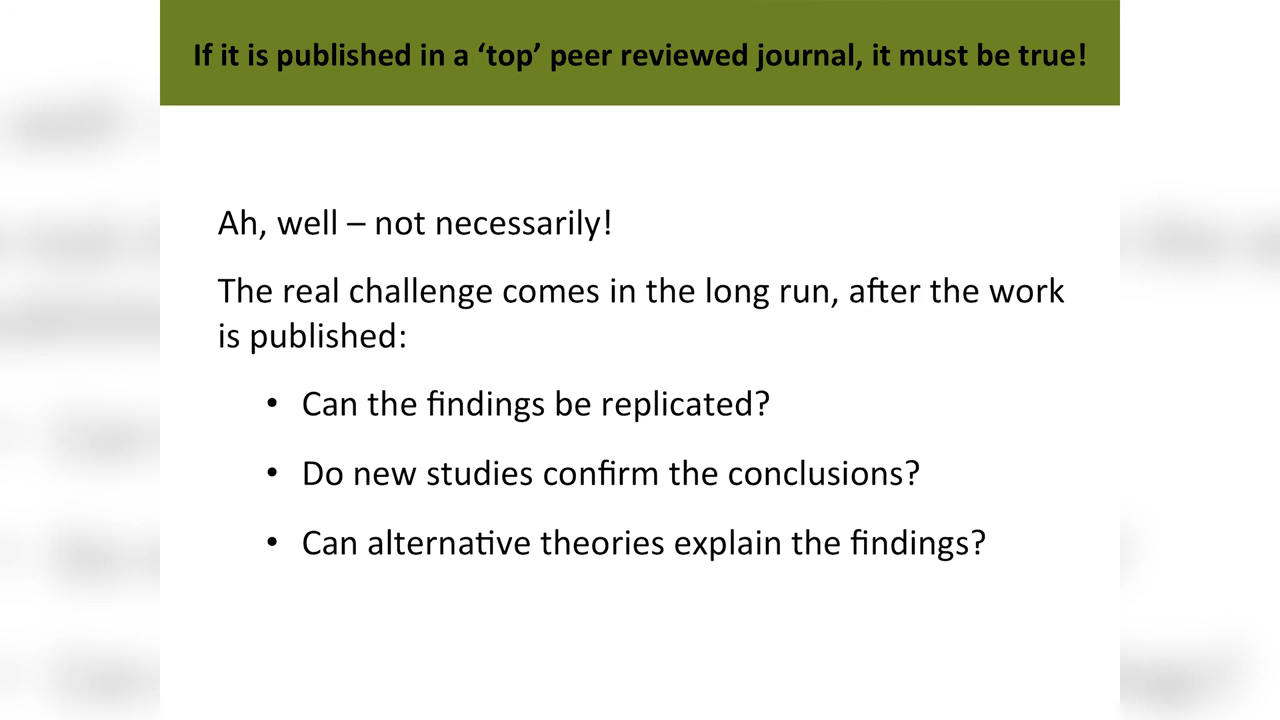 If it is published in a ‘top’ peer reviewed journal, it must be true!
Ah, well – not necessarily!
The real challenge comes in the long run, after the work
is published:
• Can the findings be replicated?
• Do new studies confirm the conclusions?
• Can alternative theories explain the findings?